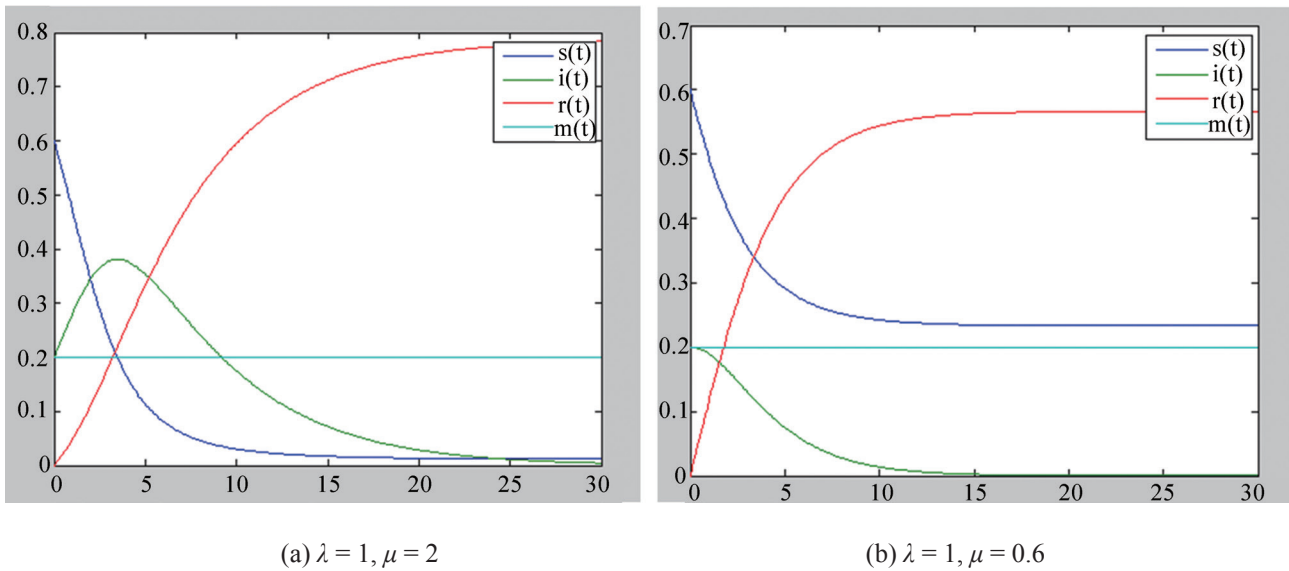 0.8
0.7
0.6
0.5
0.4
0.3
0.2
0.1
0
0 5 10 15 20 25 30
s(t)
i(t)
r(t)
m(t)
(a) λ = 1, μ = 2
0.7
0.6
0.5
0.4
0.3
0.2
0.1
0
0 5 10 15 20 25 30
s(t)
i(t)
r(t)
m(t)
(b) λ = 1, μ = 0.6